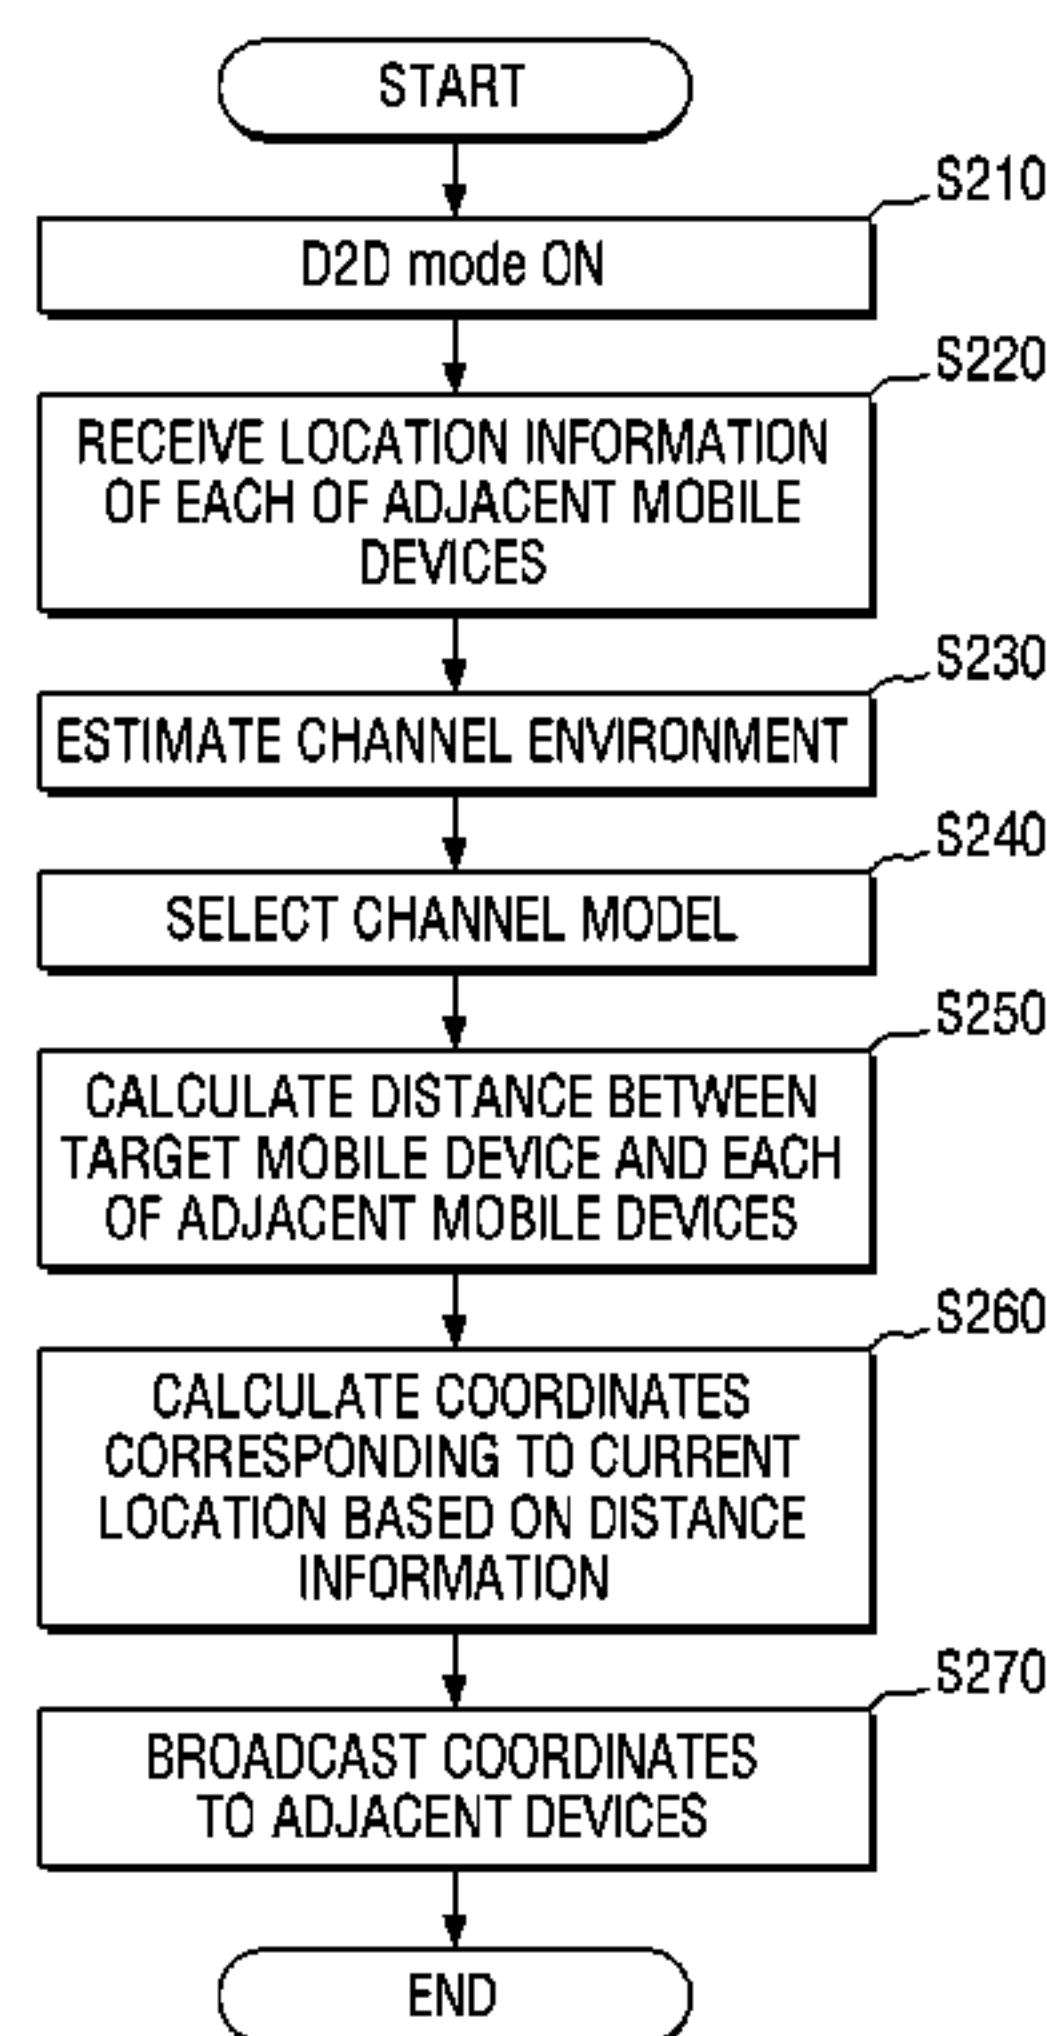 START
S210
D2D mode ON
S220
RECEIVE LOCATION INFORMATION
OF EACH OF ADJACENT MOBILE
DEVICES
S230
ESTIMATE CHANNEL ENVIRONMENT
S240
SELECT CHANNEL MODEL
S250
CALCULATE DISTANCE BETWEEN
TARGET MOBILE DEVICE AND EACH
OF ADJACENT MOBILE DEVICES
S260
CALCULATE COORDINATES
CORRESPONDING TO CURRENT
LOCATION BASED ON DISTANCE
INFORMATION
S270
BROADCAST COORDINATES
TO ADJACENT DEVICES
END